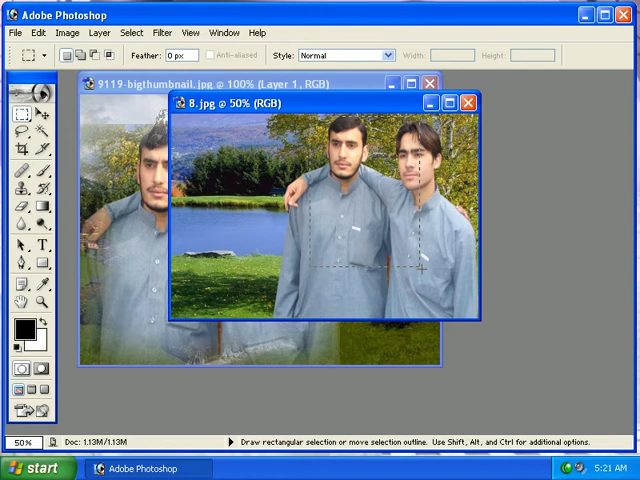 Adobe Photoshop
File Edit Image Layer Select Filter View Window Help
Feather: 0 px Anti-aliased Style: Normal Width: Height:
9119-bigthumbnail.jpg @ 100% (Layer 1, RGB)
8.jpg @ 50% (RGB)
T
50% Doc: 1.13M/1.13M Draw rectangular selection or move selection outline. Use Shift, Alt, and Ctrl for additional options.
start Adobe Photoshop 5:21 AM